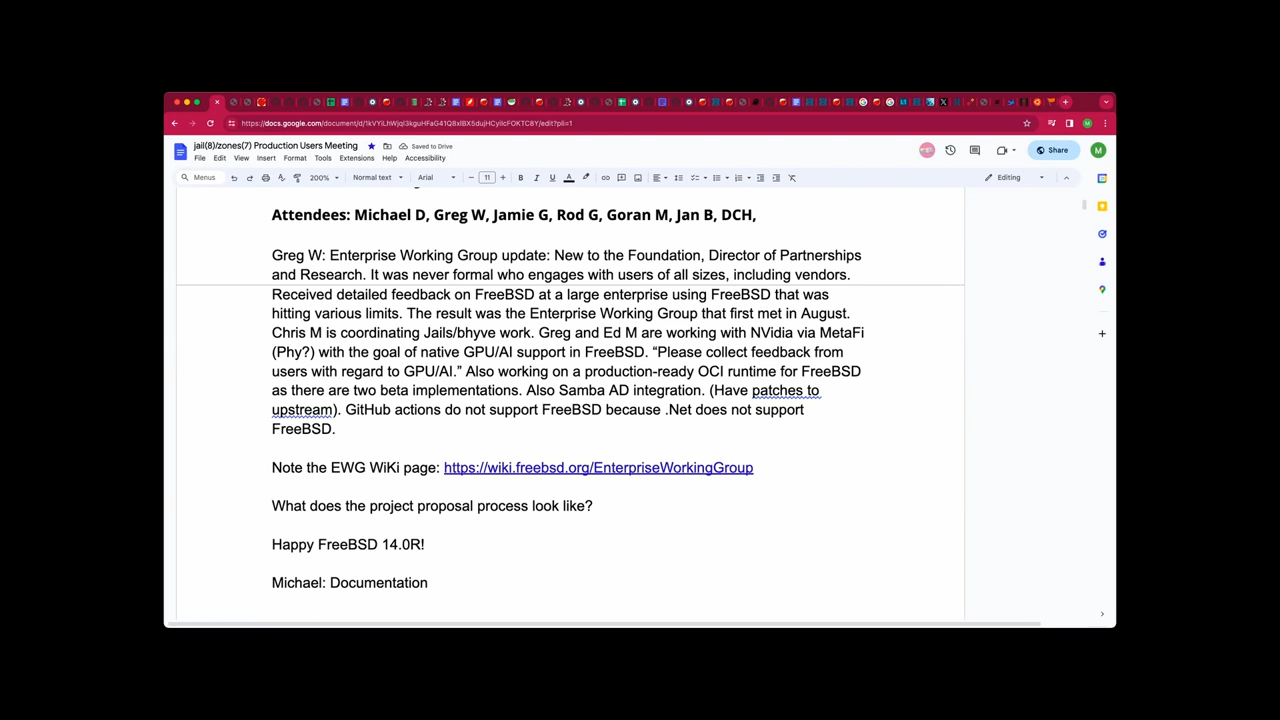 https://docs.google.com/document/d/1kVYiLhWjql3kguHFaG41QBxlBX5dujHCyIlcFOKTC8Y/edit?pli=1
jail(8)/zones(7) Production Users Meeting
Saved to Drive
File Edit View Insert Format Tools Extensions Help Accessibility
Share
M
Menus
200%
Normal text
Arial
11
Editing
Attendees: Michael D, Greg W, Jamie G, Rod G, Goran M, Jan B, DCH,
Greg W: Enterprise Working Group update: New to the Foundation, Director of Partnerships
and Research. It was never formal who engages with users of all sizes, including vendors.
Received detailed feedback on FreeBSD at a large enterprise using FreeBSD that was
hitting various limits. The result was the Enterprise Working Group that first met in August.
Chris M is coordinating Jails/bhyve work. Greg and Ed M are working with NVidia via MetaFi
(Phy?) with the goal of native GPU/AI support in FreeBSD. “Please collect feedback from
users with regard to GPU/AI.” Also working on a production-ready OCI runtime for FreeBSD
as there are two beta implementations. Also Samba AD integration. (Have patches to
upstream). GitHub actions do not support FreeBSD because .Net does not support
FreeBSD.
Note the EWG WiKi page: https://wiki.freebsd.org/EnterpriseWorkingGroup
What does the project proposal process look like?
Happy FreeBSD 14.0R!
Michael: Documentation